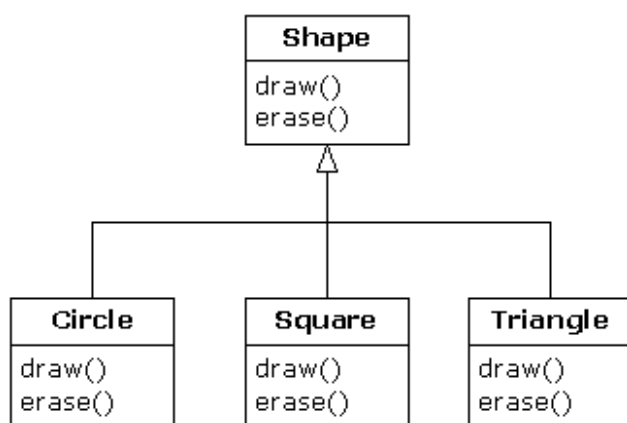 Shape
draw()
erase()
Circle
draw()
erase()
Square
draw()
erase()
Triangle
draw()
erase()